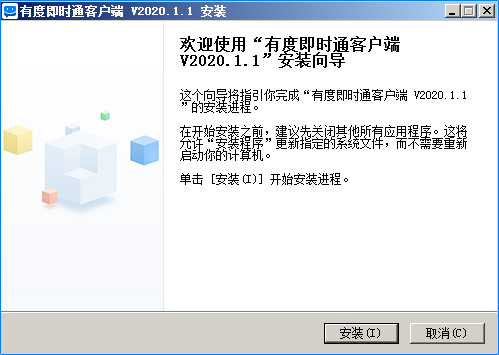 有度即时通客户端 V2020.1.1 安装
欢迎使用“有度即时通客户端
V2020.1.1”安装向导
这个向导将指引你完成“有度即时通客户端 V2020.1.1
”的安装进程。
在开始安装之前，建议先关闭其他所有应用程序。这将
允许“安装程序”更新指定的系统文件，而不需要重新
启动你的计算机。
单击 [安装(I)] 开始安装进程。
安装(I)
取消(C)